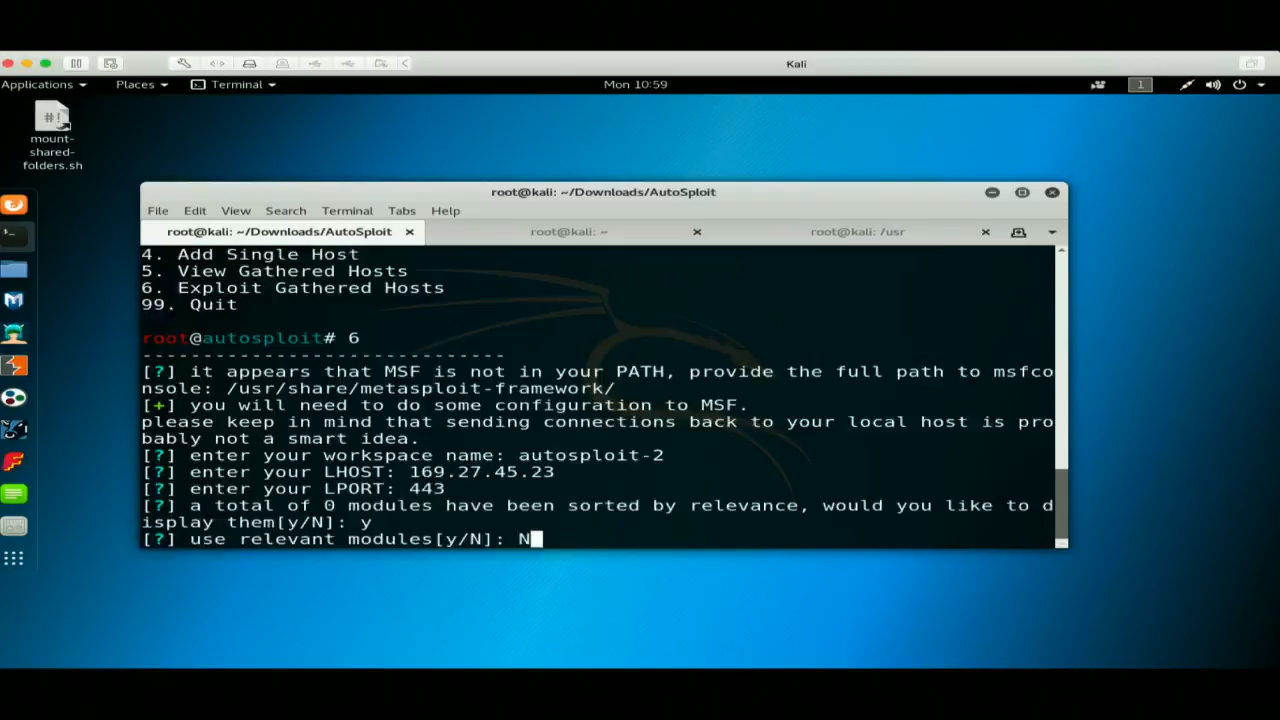 Kali
Applications Places Terminal Mon 10:59 1
#!
mount-
shared-
folders.sh
root@kali: ~/Downloads/AutoSploit
File Edit View Search Terminal Tabs Help
root@kali: ~/Downloads/AutoSploit root@kali: ~ root@kali: /usr
4. Add Single Host
5. View Gathered Hosts
6. Exploit Gathered Hosts
99. Quit
root@autosploit# 6
------------------------------
[?] it appears that MSF is not in your PATH, provide the full path to msfco
nsole: /usr/share/metasploit-framework/
[+] you will need to do some configuration to MSF.
please keep in mind that sending connections back to your local host is pro
bably not a smart idea.
[?] enter your workspace name: autosploit-2
[?] enter your LHOST: 169.27.45.23
[?] enter your LPORT: 443
[?] a total of 0 modules have been sorted by relevance, would you like to d
isplay them[y/N]: y
[?] use relevant modules[y/N]: N